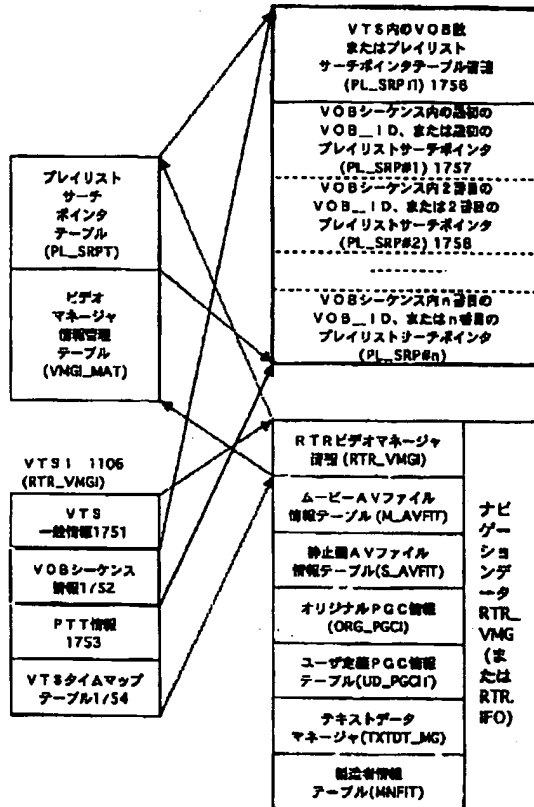 VTS内のVOB数
またはプレイリスト
サーチポインタテーブル情報
(PL_SRPI1) 1756
VOBシーケンス内の最初の
VOB_ID、または最初の
プレイリストサーチポインタ
(PL_SRP#1) 1757
VOBシーケンス内2番目の
VOB_ID、または2番目の
プレイリストサーチポインタ
(PL_SRP#2) 1758
VOBシーケンス内n番目の
VOB_ID、またはn番目の
プレイリストサーチポインタ
(PL_SRP#n)
プレイリスト
サーチ
ポインタ
テーブル
(PL_SRPT)
ビデオ
マネージャ
情報管理
テーブル
(VMGI_MAT)
VTSI 1106
(RTR_VMGI)
VTS
一般情報1751
VOBシーケンス
情報1/52
PTT情報
1753
VTSタイムマップ
テーブル1/54
RTRビデオマネージャ
情報 (RTR_VMGI)
ムービーAVファイル
情報テーブル (M_AVFIT)
静止画AVファイル
情報テーブル(S_AVFIT)
オリジナルPGC情報
(ORG_PGCI)
ユーザ定義PGC情報
テーブル(UD_PGCIT)
テキストデータ
マネージャ(TXTDT_MG)
製造者情報
テーブル(MNFIT)
ナビ
ゲー
ショ
ンデ
ータ
RTR_
VMG
(ま
たは
RTR.
IFO)